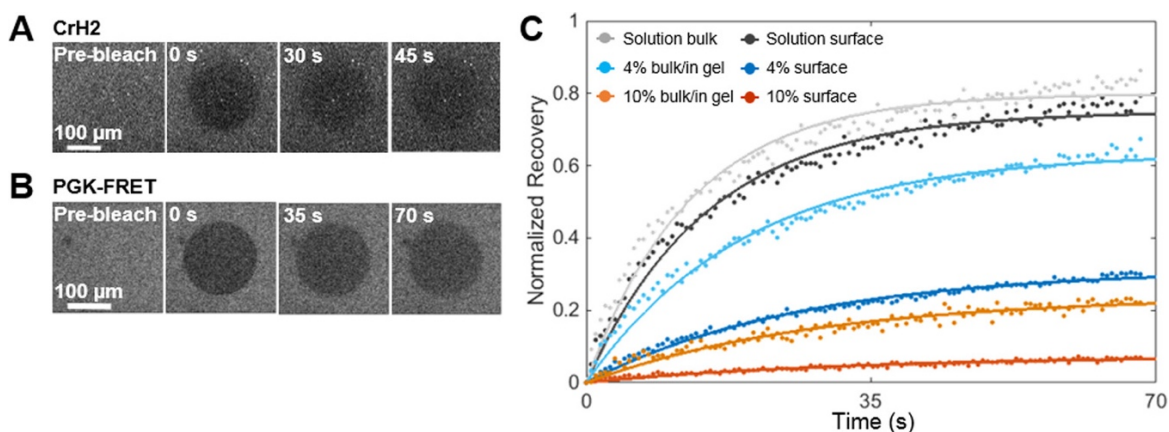 A
CrH2
Pre-bleach 0 s 30 s 45 s
100 µm
B
PGK-FRET
Pre-bleach 0 s 35 s 70 s
100 µm
C
Normalized Recovery
1
0.8
0.6
0.4
0.2
0
Solution bulk Solution surface
4% bulk/in gel 4% surface
10% bulk/in gel 10% surface
0 35 70
Time (s)